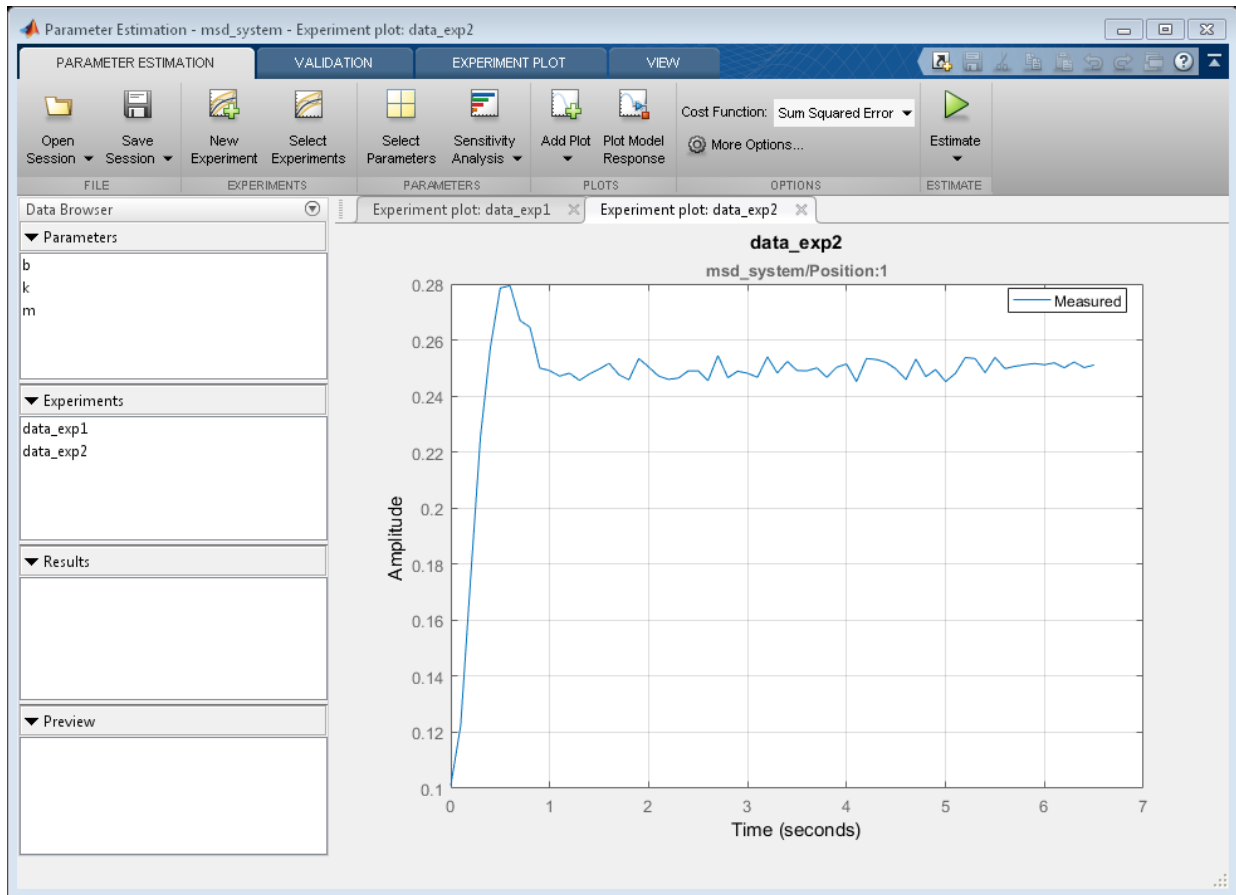 Parameter Estimation - msd_system - Experiment plot: data_exp2
PARAMETER ESTIMATION VALIDATION EXPERIMENT PLOT VIEW
Open Session
Save Session
New Experiment
Select Experiments
Select Parameters
Sensitivity Analysis
Add Plot
Plot Model Response
Cost Function: Sum Squared Error
More Options...
Estimate
FILE EXPERIMENTS PARAMETERS PLOTS OPTIONS ESTIMATE
Data Browser
Parameters
b
k
m
Experiments
data_exp1
data_exp2
Results
Preview
Experiment plot: data_exp1 Experiment plot: data_exp2
data_exp2
msd_system/Position:1
Measured
Amplitude
0.28
0.26
0.24
0.22
0.2
0.18
0.16
0.14
0.12
0.1
0 1 2 3 4 5 6 7
Time (seconds)